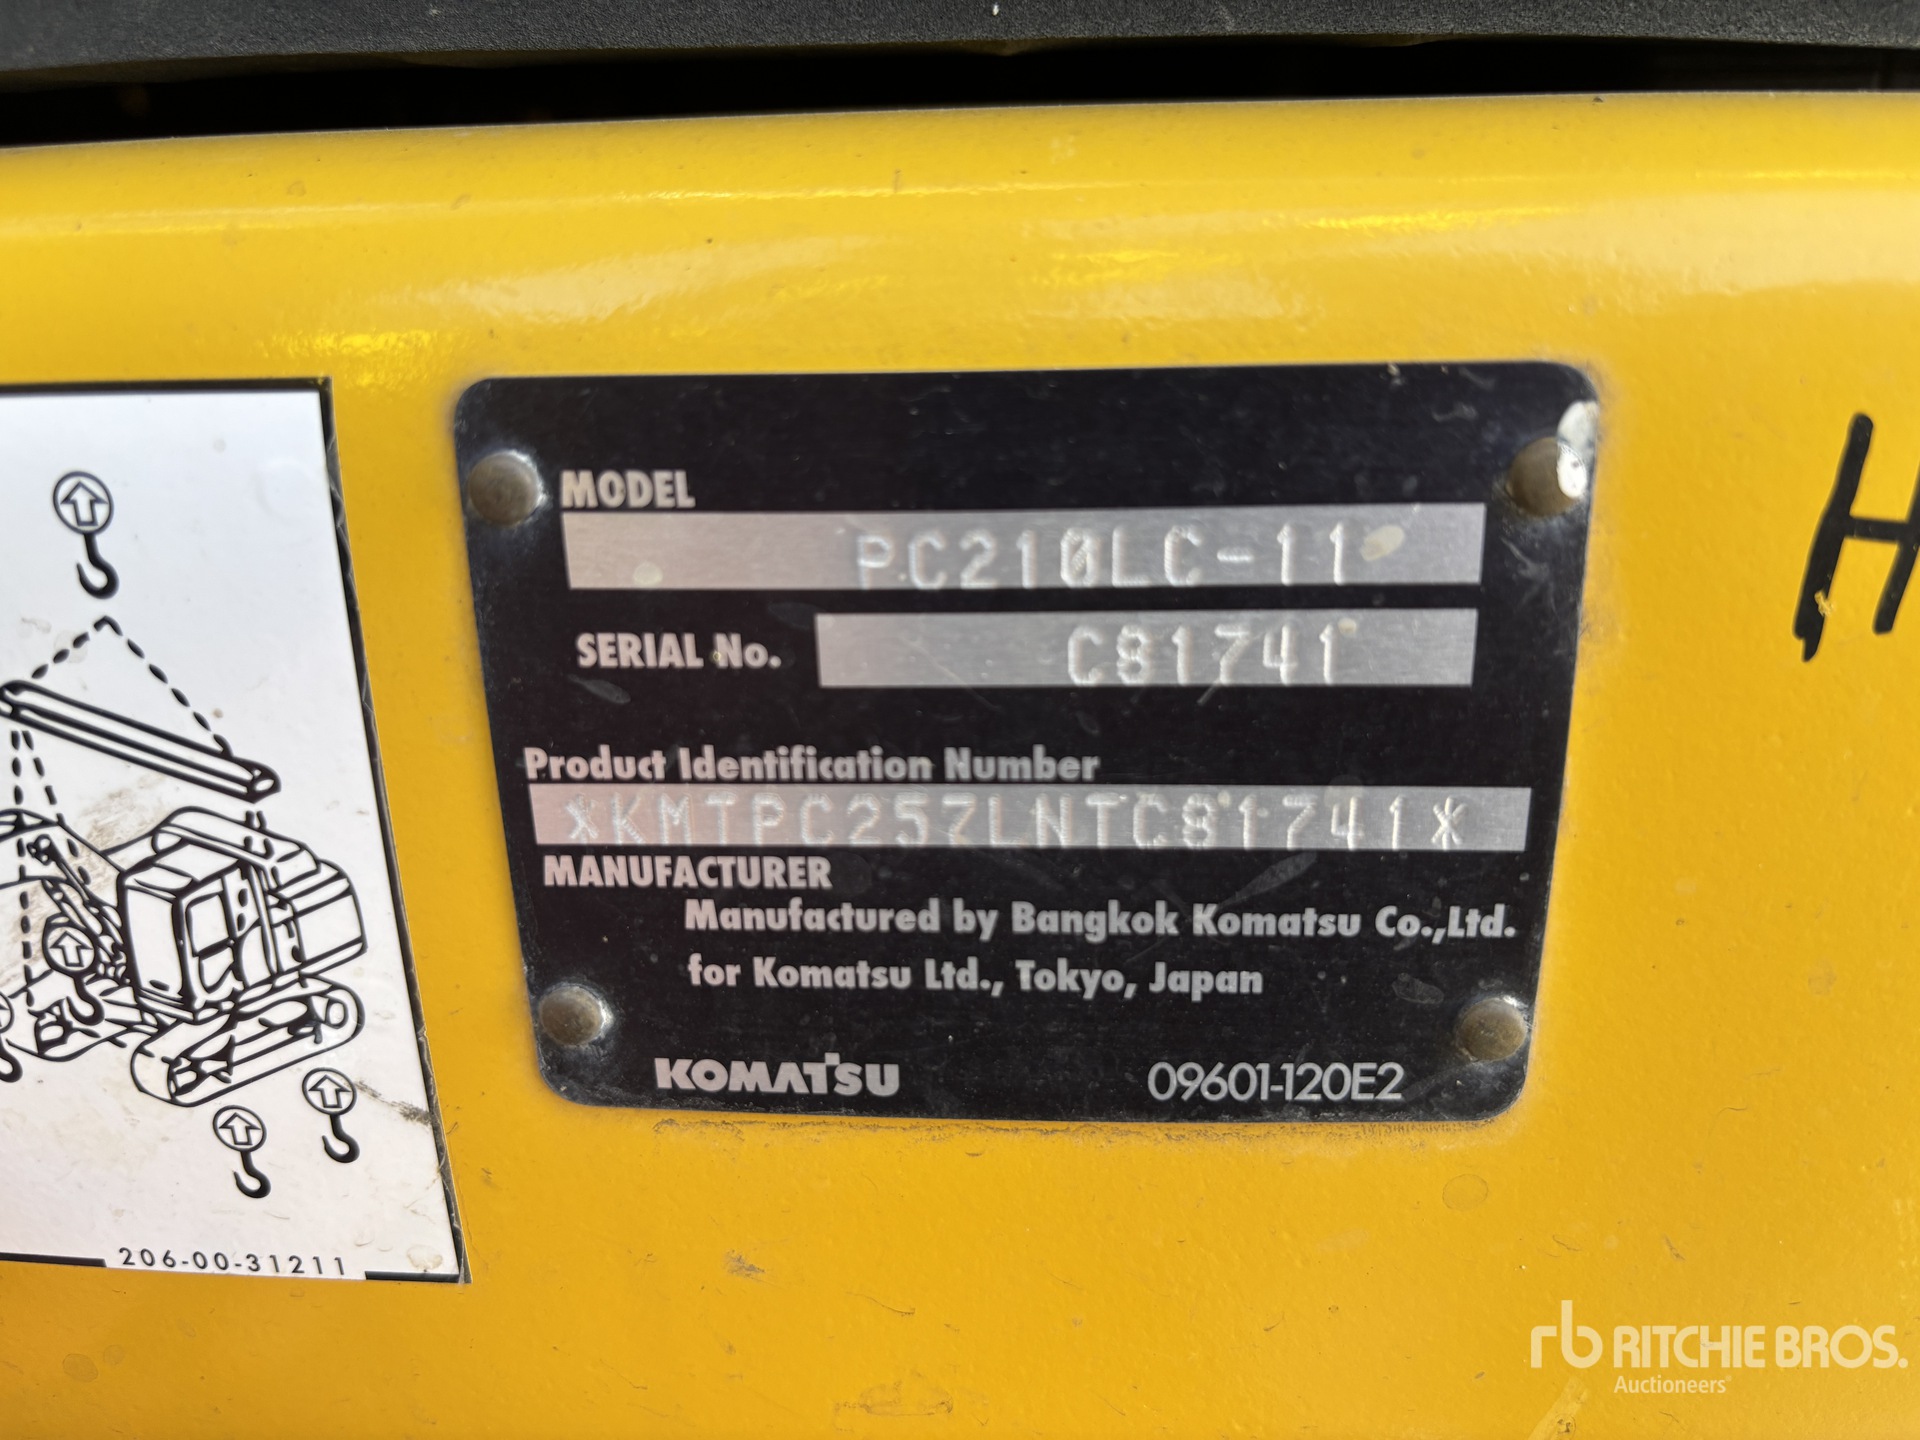 MODEL
PC210LC-11
SERIAL No.
C81741
Product Identification Number
*KMTPC257LNTC81741*
MANUFACTURER
Manufactured by Bangkok Komatsu Co.,Ltd.
for Komatsu Ltd., Tokyo, Japan
KOMATSU
09601-120E2
206-00-31211
H
rb RITCHIE BROS.
Auctioneers